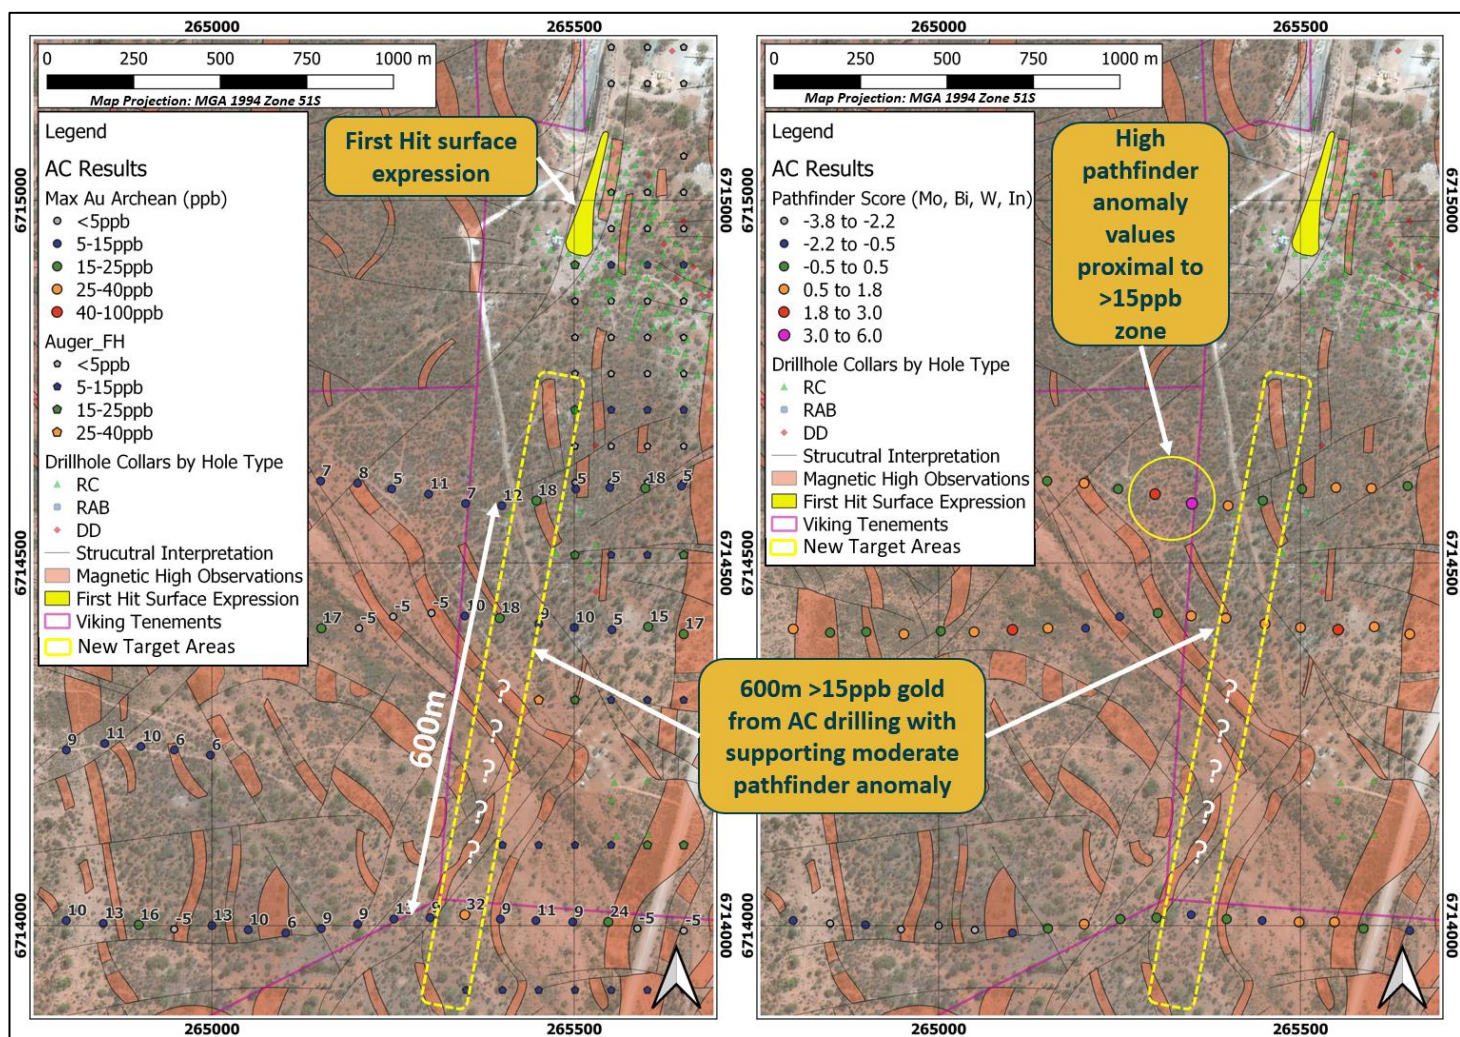 265000
265500
265000
265500
0 500 1000 m
Map Projection: MGA 1994 Zone 51S
Legend
AC Results
Max Au Archean (ppb)
<5ppb
5-15ppb
15-25ppb
25-40ppb
40-100ppb
Auger_FH
<5ppb
5-15ppb
15-25ppb
25-40ppb
Drillhole Collars by Hole Type
RC
RAB
DD
Strucutral Interpretation
Magnetic High Observations
First Hit Surface Expression
Viking Tenements
New Target Areas
First Hit surface
expression
6715000
6714500
6714000
6715000
6714500
6714000
7 8 5 11 7 12 18 5 5 18 5
17 -5 -5 -5 10 18 9 10 5 15 17
9 11 10 6 6
10 13 16 -5 13 10 6 9 9 9 32 9 11 9 24 -5 -5
600m
?
?
?
?
?
265000
265500
0 500 1000 m
Map Projection: MGA 1994 Zone 51S
Legend
AC Results
Pathfinder Score (Mo, Bi, W, In)
-3.8 to -2.2
-2.2 to -0.5
-0.5 to 0.5
0.5 to 1.8
1.8 to 3.0
3.0 to 6.0
Drillhole Collars by Hole Type
RC
RAB
DD
Strucutral Interpretation
Magnetic High Observations
First Hit Surface Expression
Viking Tenements
New Target Areas
High
pathfinder
anomaly
values
proximal to
>15ppb
zone
600m >15ppb gold
from AC drilling with
supporting moderate
pathfinder anomaly
?
?
?
?
?
6715000
6714500
6714000
265000
265500